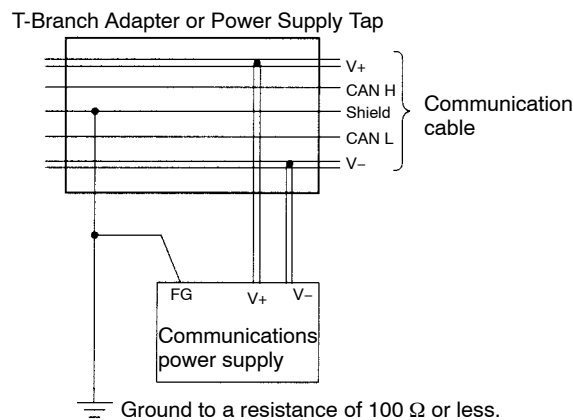 T-Branch Adapter or Power Supply Tap
V+
CAN H
Shield
CAN L
V−
Communication
cable
FG
V+
V−
Communications
power supply
Ground to a resistance of 100 Ω or less.